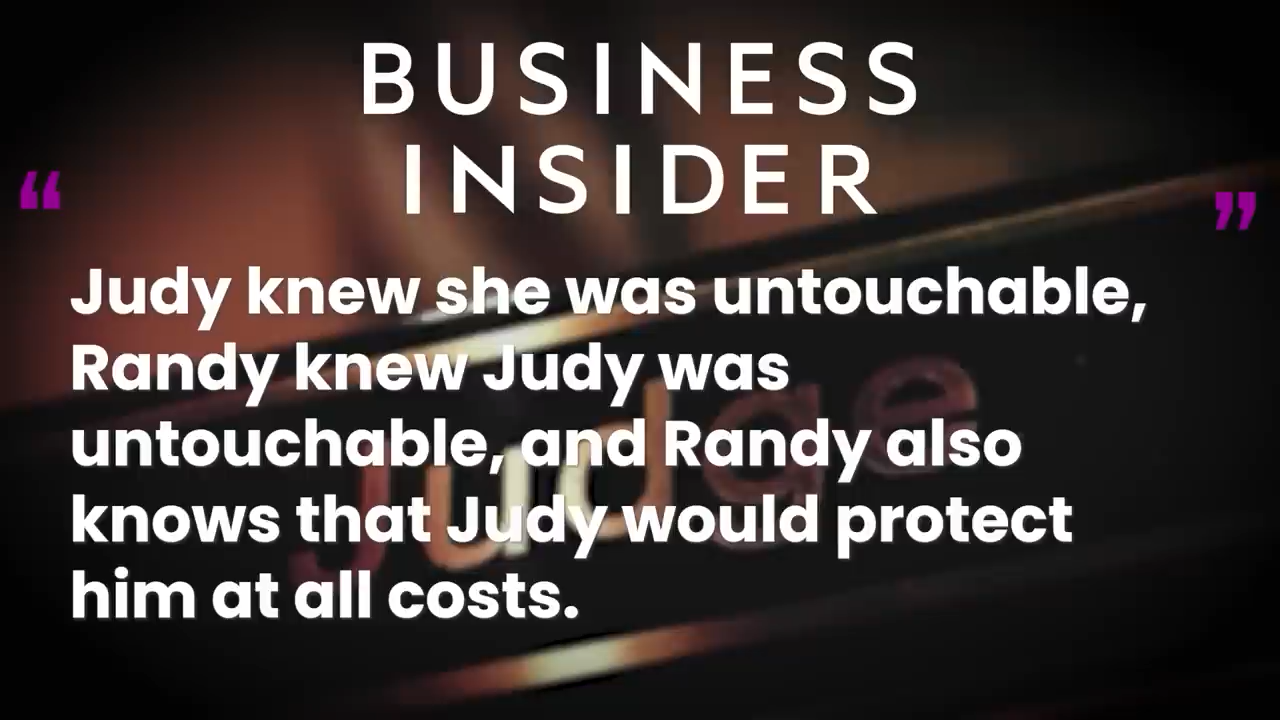 BUSINESS
INSIDER
“ ”
Judy knew she was untouchable,
Randy knew Judy was
untouchable, and Randy also
knows that Judy would protect
him at all costs.
Judge